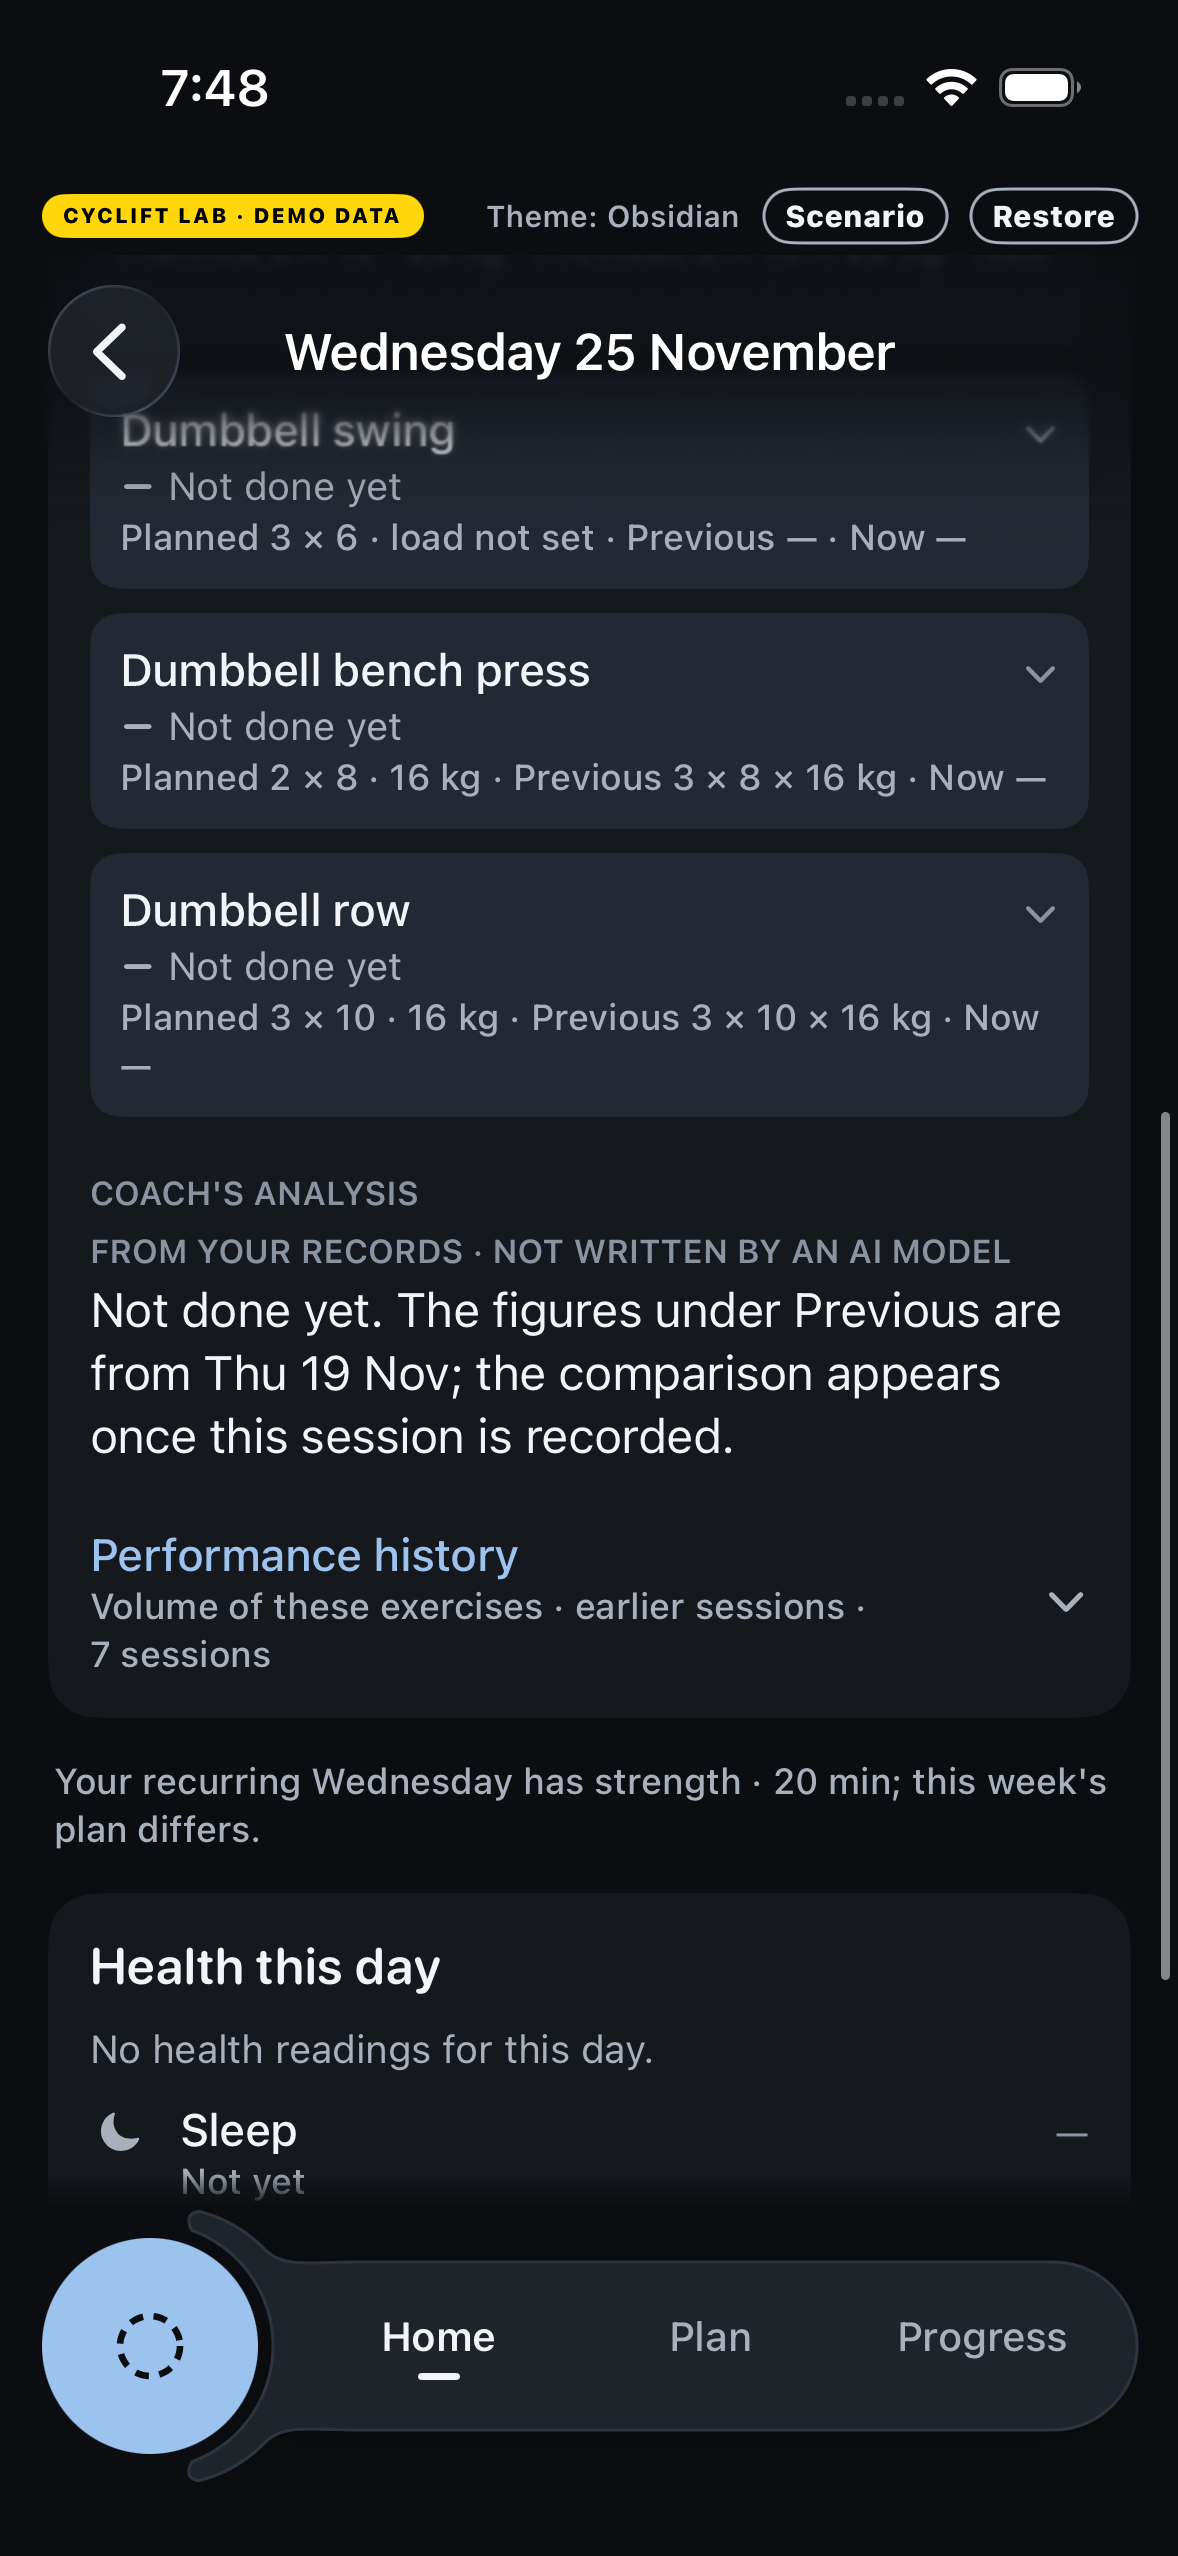 7:48
CYCLIFT LAB · DEMO DATA
Theme: Obsidian
Scenario
Restore
Wednesday 25 November
Dumbbell swing
— Not done yet
Planned 3 × 6 · load not set · Previous — · Now —
Dumbbell bench press
— Not done yet
Planned 2 × 8 · 16 kg · Previous 3 × 8 × 16 kg · Now —
Dumbbell row
— Not done yet
Planned 3 × 10 · 16 kg · Previous 3 × 10 × 16 kg · Now
—
COACH'S ANALYSIS
FROM YOUR RECORDS · NOT WRITTEN BY AN AI MODEL
Not done yet. The figures under Previous are
from Thu 19 Nov; the comparison appears
once this session is recorded.
Performance history
Volume of these exercises · earlier sessions ·
7 sessions
Your recurring Wednesday has strength · 20 min; this week's
plan differs.
Health this day
No health readings for this day.
Sleep
—
Not yet
Home
Plan
Progress